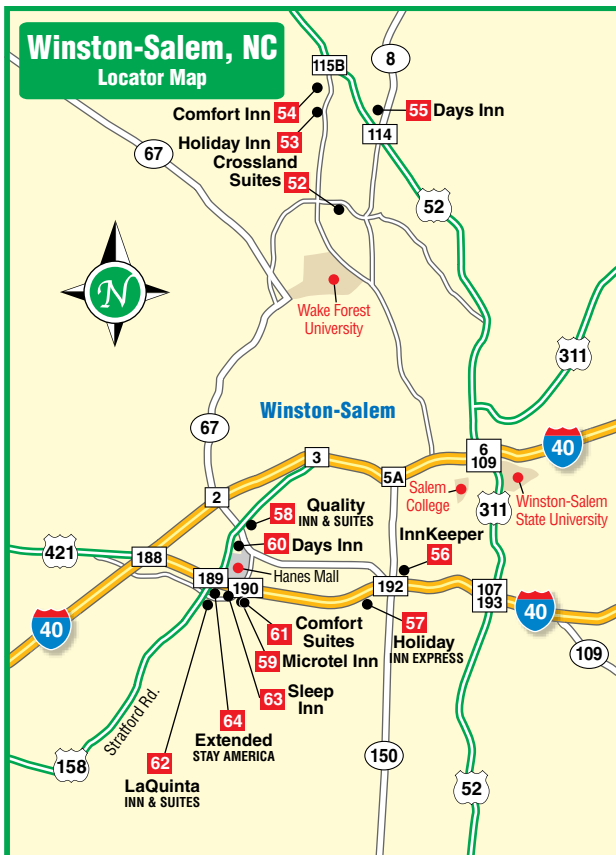 Winston-Salem, NC
Locator Map
115B
8
Comfort Inn 54
55 Days Inn
Holiday Inn 53
114
67
Crossland
Suites 52
52
N
Wake Forest
University
311
Winston-Salem
67
40
3
6
109
5A
2
Salem
College
Winston-Salem
State University
58 Quality
INN & SUITES
311
InnKeeper
421
188
60 Days Inn
56
Hanes Mall
189
190
192
107
193
40
40
61 Comfort
Suites
57 Holiday
INN EXPRESS
59 Microtel Inn
109
63 Sleep
Inn
Stratford Rd.
64
Extended
STAY AMERICA
150
158
62
LaQuinta
INN & SUITES
52